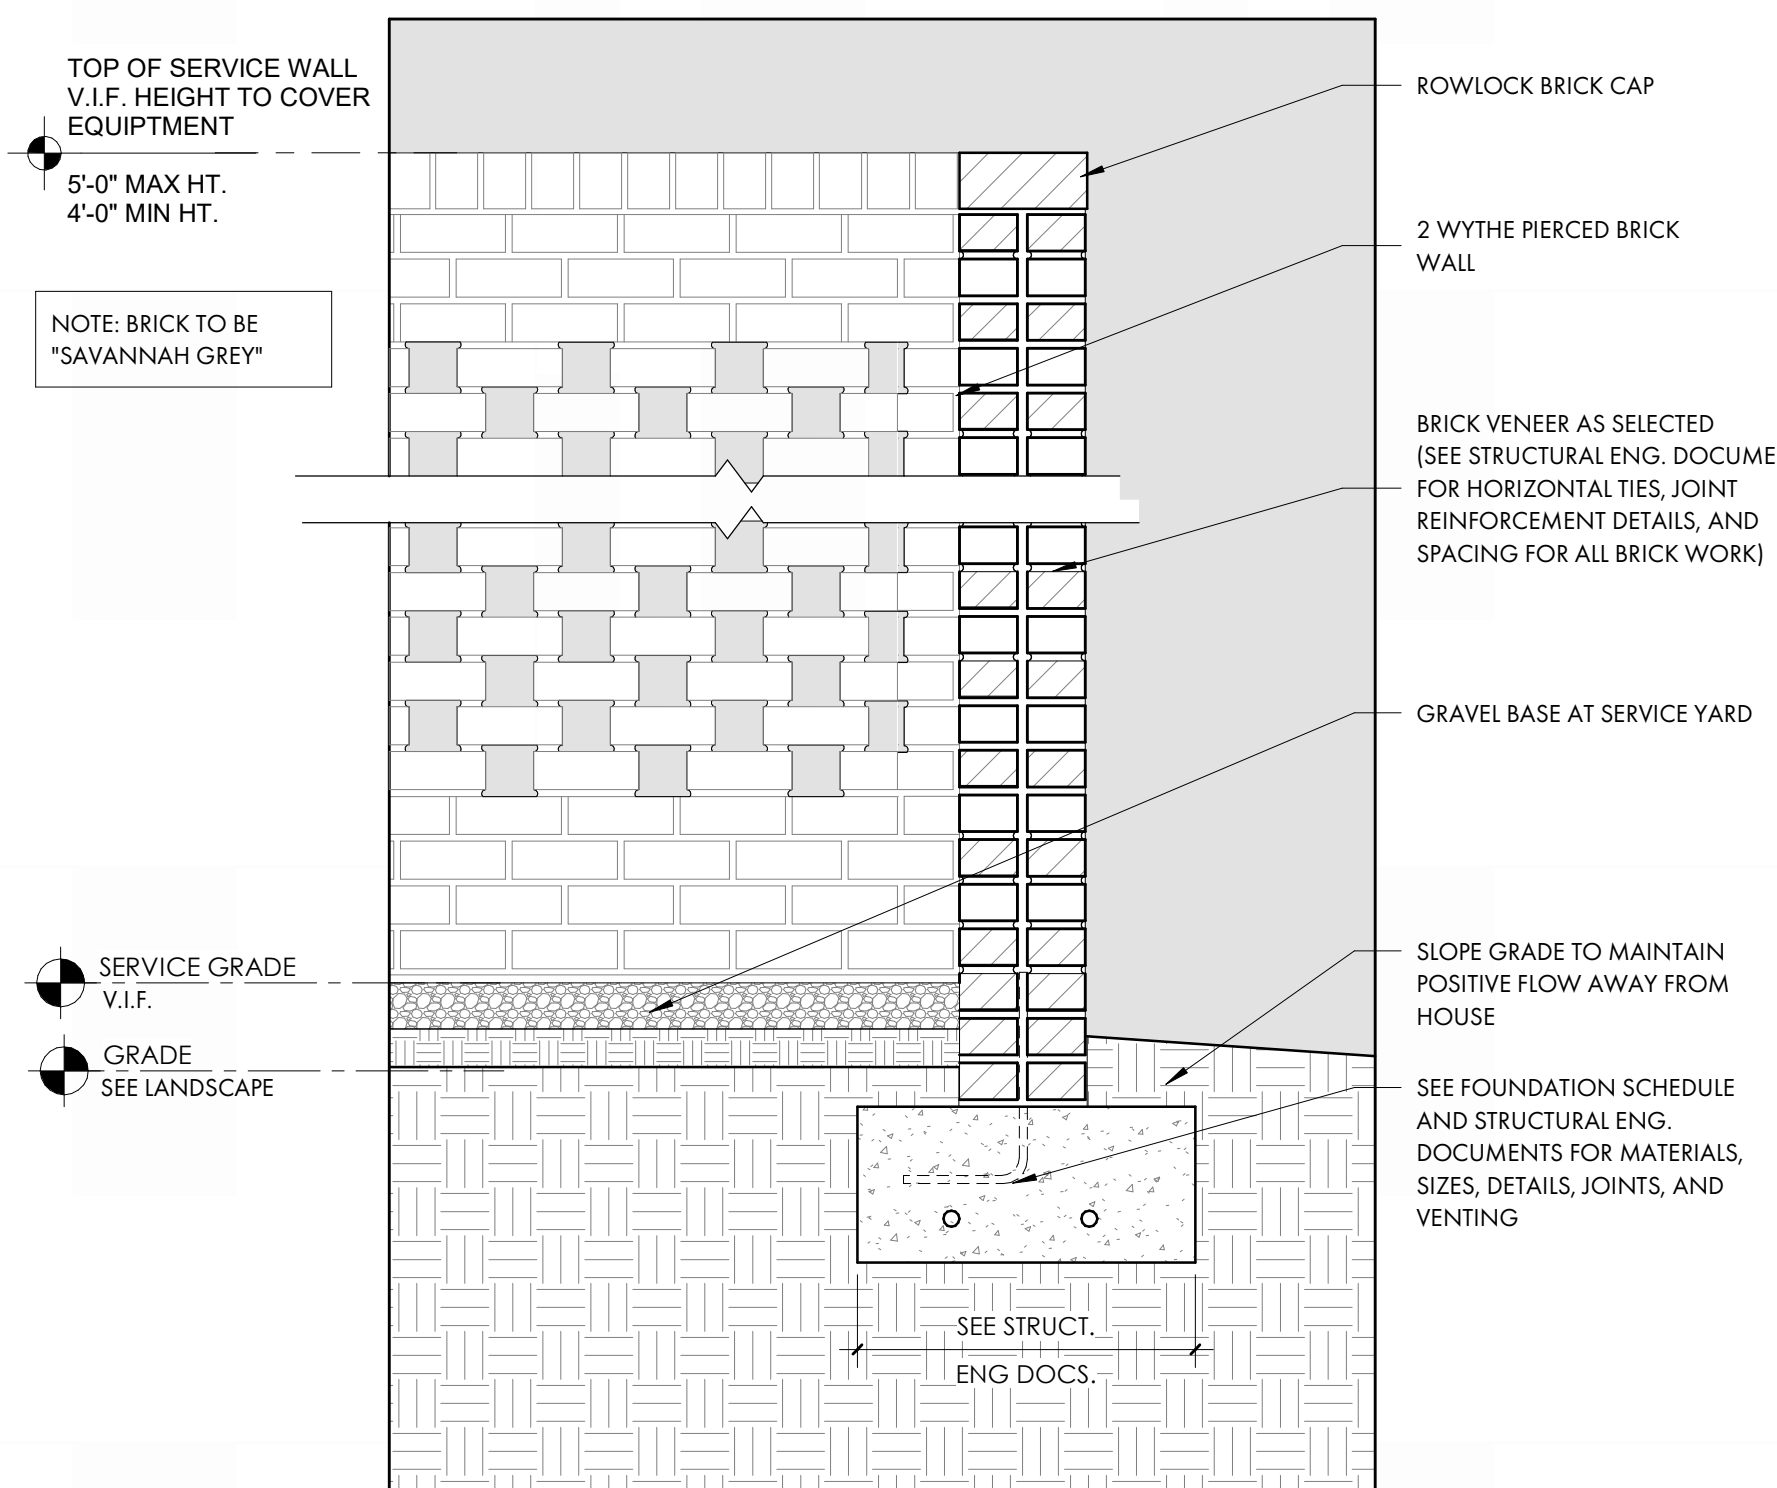 TOP OF SERVICE WALL
V.I.F. HEIGHT TO COVER
EQUIPTMENT
5'-0" MAX HT.
4'-0" MIN HT.
NOTE: BRICK TO BE
"SAVANNAH GREY"
SERVICE GRADE
V.I.F.
GRADE
SEE LANDSCAPE
ROWLOCK BRICK CAP
2 WYTHE PIERCED BRICK
WALL
BRICK VENEER AS SELECTED
(SEE STRUCTURAL ENG. DOCUME
FOR HORIZONTAL TIES, JOINT
REINFORCEMENT DETAILS, AND
SPACING FOR ALL BRICK WORK)
GRAVEL BASE AT SERVICE YARD
SLOPE GRADE TO MAINTAIN
POSITIVE FLOW AWAY FROM
HOUSE
SEE FOUNDATION SCHEDULE
AND STRUCTURAL ENG.
DOCUMENTS FOR MATERIALS,
SIZES, DETAILS, JOINTS, AND
VENTING
SEE STRUCT.
ENG DOCS.